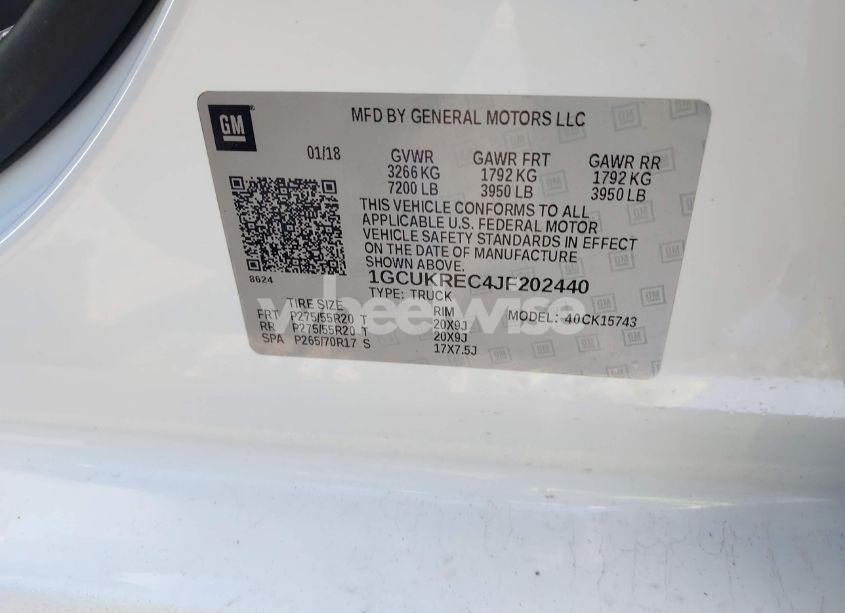 GM
MFD BY GENERAL MOTORS LLC
01/18 GVWR GAWR FRT GAWR RR
3266 KG 1792 KG 1792 KG
7200 LB 3950 LB 3950 LB
THIS VEHICLE CONFORMS TO ALL
APPLICABLE U.S. FEDERAL MOTOR
VEHICLE SAFETY STANDARDS IN EFFECT
ON THE DATE OF MANUFACTURE
SHOWN ABOVE.
8624
1GCUKREC4JF202440
TYPE: TRUCK
TIRE SIZE RIM MODEL: 40CK15743
FRT P275/55R20 T 20X9J
RR P275/55R20 T 20X9J
SPA P265/70R17 S 17X7.5J
wheelwise